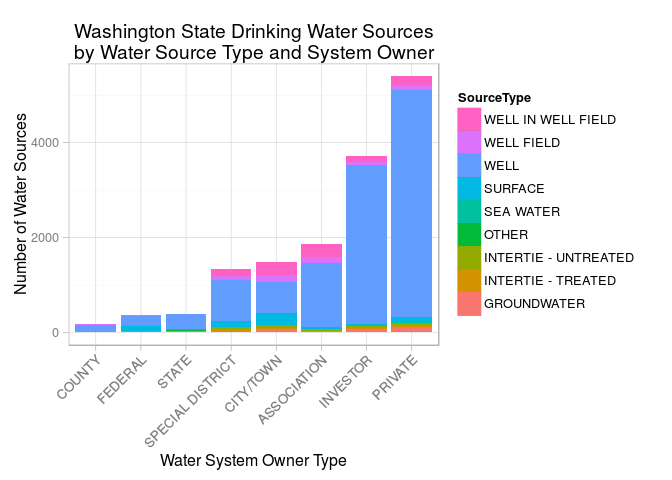 Washington State Drinking Water Sources
by Water Source Type and System Owner
Number of Water Sources
4000
2000
0
COUNTY
FEDERAL
STATE
SPECIAL DISTRICT
CITY/TOWN
ASSOCIATION
INVESTOR
PRIVATE
Water System Owner Type
SourceType
WELL IN WELL FIELD
WELL FIELD
WELL
SURFACE
SEA WATER
OTHER
INTERTIE - UNTREATED
INTERTIE - TREATED
GROUNDWATER